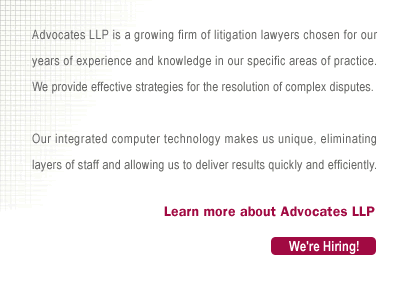 Advocates LLP is a growing firm of litigation lawyers chosen for our
years of experience and knowledge in our specific areas of practice.
We provide effective strategies for the resolution of complex disputes.
Our integrated computer technology makes us unique, eliminating
layers of staff and allowing us to deliver results quickly and efficiently.
Learn more about Advocates LLP
We're Hiring!